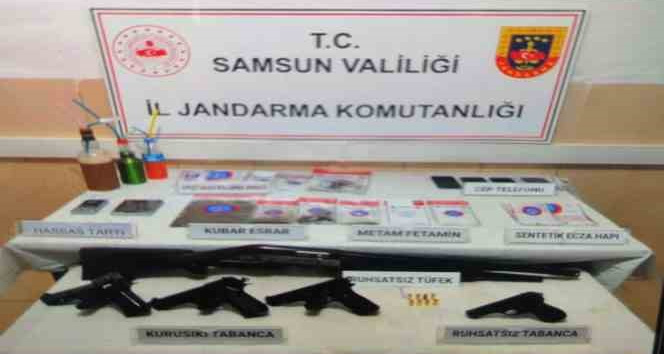 T.C.
SAMSUN VALİLİĞİ
İL JANDARMA KOMUTANLIĞI
CEP TELEFONU
HASSAS TARTI
KUBAR ESRAR
METAM FETAMİN
SENTETİK ECZA HAPI
RUHSATSIZ TÜFEK
KURUSIKI TABANCA
RUHSATSIZ TABANCA